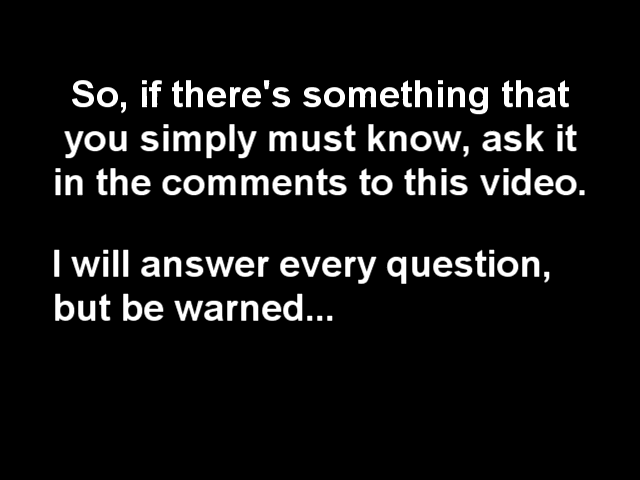 So, if there's something that
you simply must know, ask it
in the comments to this video.
I will answer every question,
but be warned...